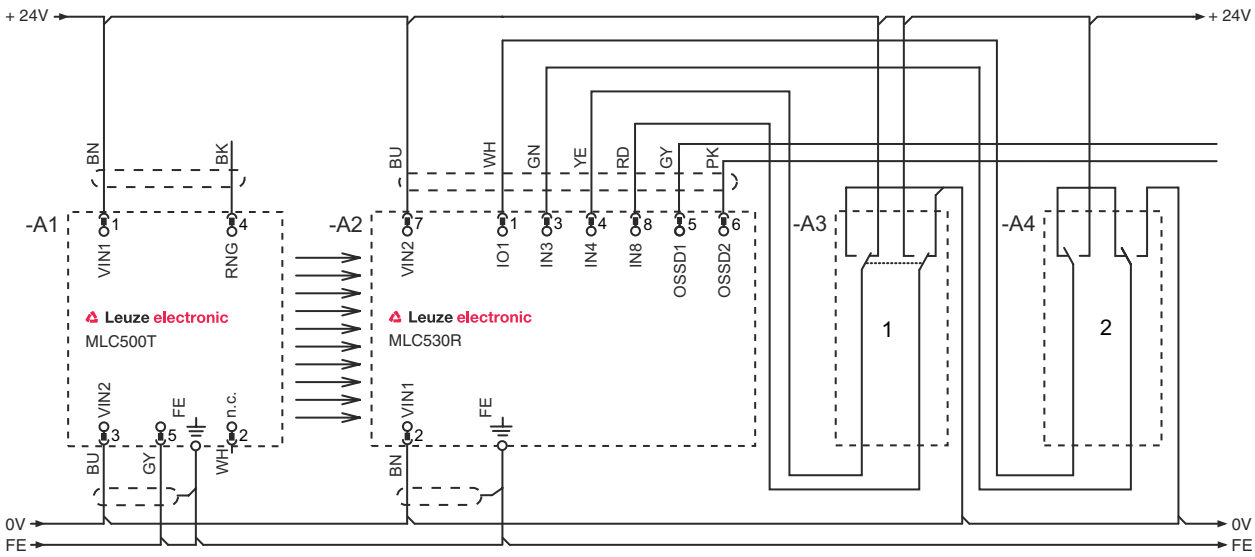 + 24V
+ 24V
BN
BK
BU
WH
GN
YE
RD
GY
PK
-A1
1
4
-A2
7
1
3
4
8
5
6
-A3
-A4
VIN1
RNG
VIN2
IO1
IN3
IN4
IN8
OSSD1
OSSD2
Leuze electronic
MLC500T
Leuze electronic
MLC530R
1
2
VIN2
FE
n.c.
VIN1
FE
3
5
2
2
BU
GY
WH
BN
0V
0V
FE
FE